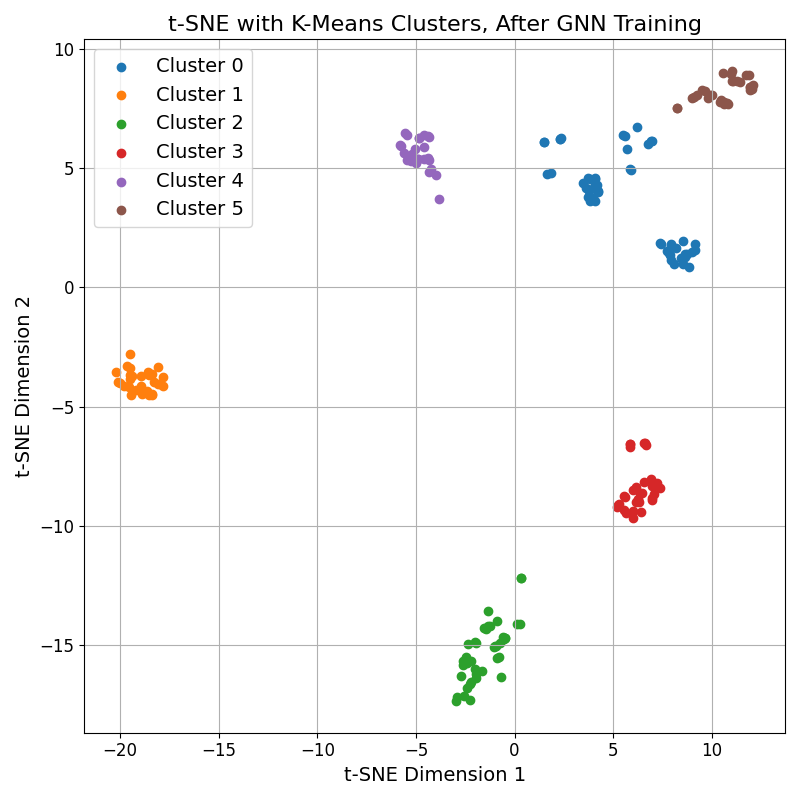 t-SNE with K-Means Clusters, After GNN Training
10
5
0
−5
−10
−15
Cluster 0
Cluster 1
Cluster 2
Cluster 3
Cluster 4
Cluster 5
t-SNE Dimension 2
−20
−15
−10
−5
0
5
10
t-SNE Dimension 1